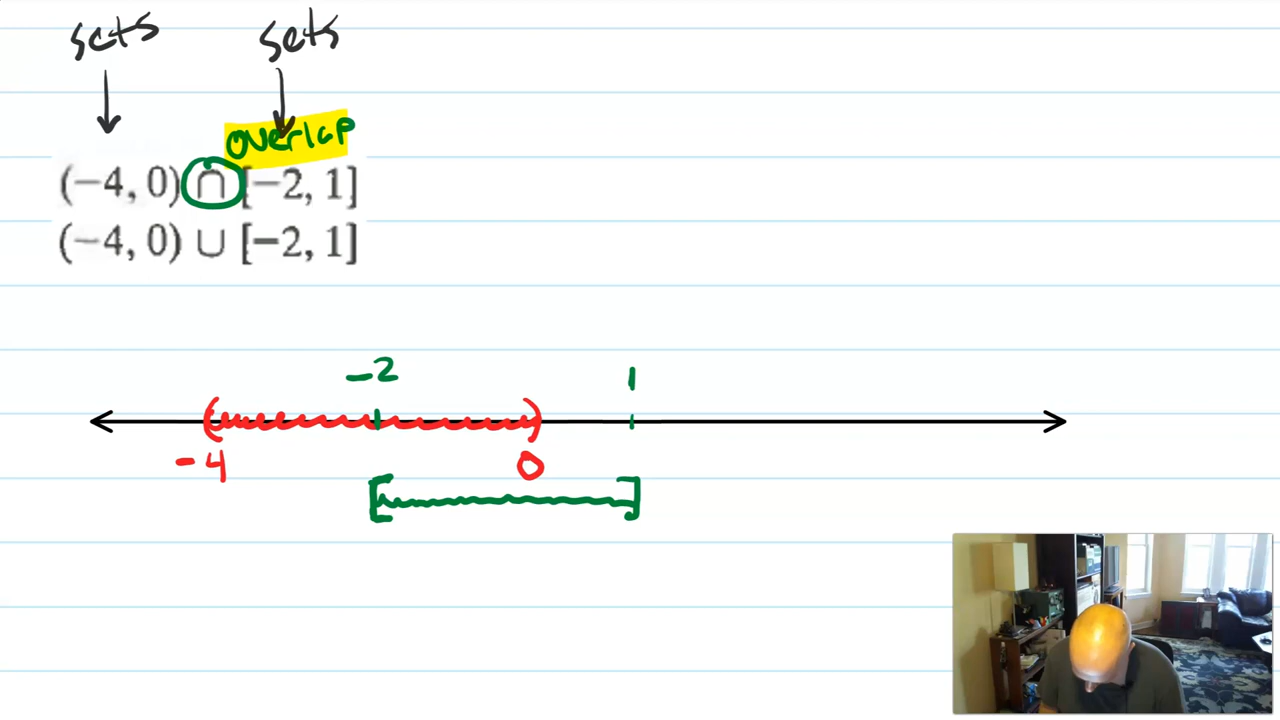 sets sets
overlap
(−4, 0) ∩ [−2, 1]
(−4, 0) ∪ [−2, 1]
−2 1
−4 0